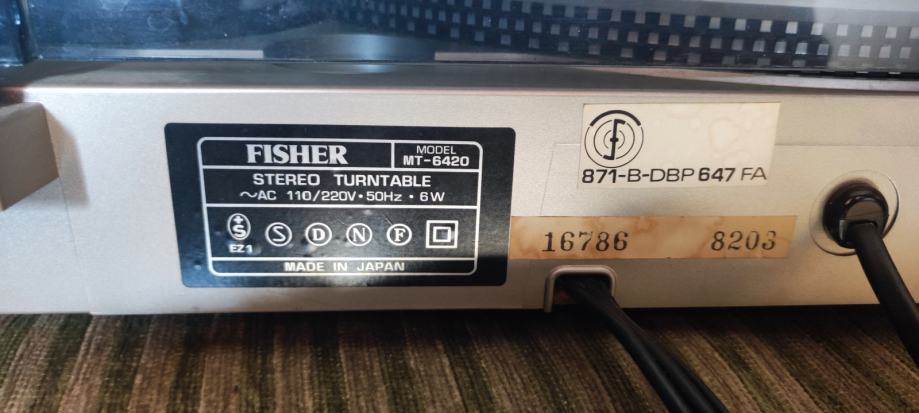 FISHER
MODEL
MT-6420
STEREO TURNTABLE
~AC 110/220V·50Hz · 6W
S
EZ1
S D N F
MADE IN JAPAN
871-B-DBP 647 FA
16786 8203